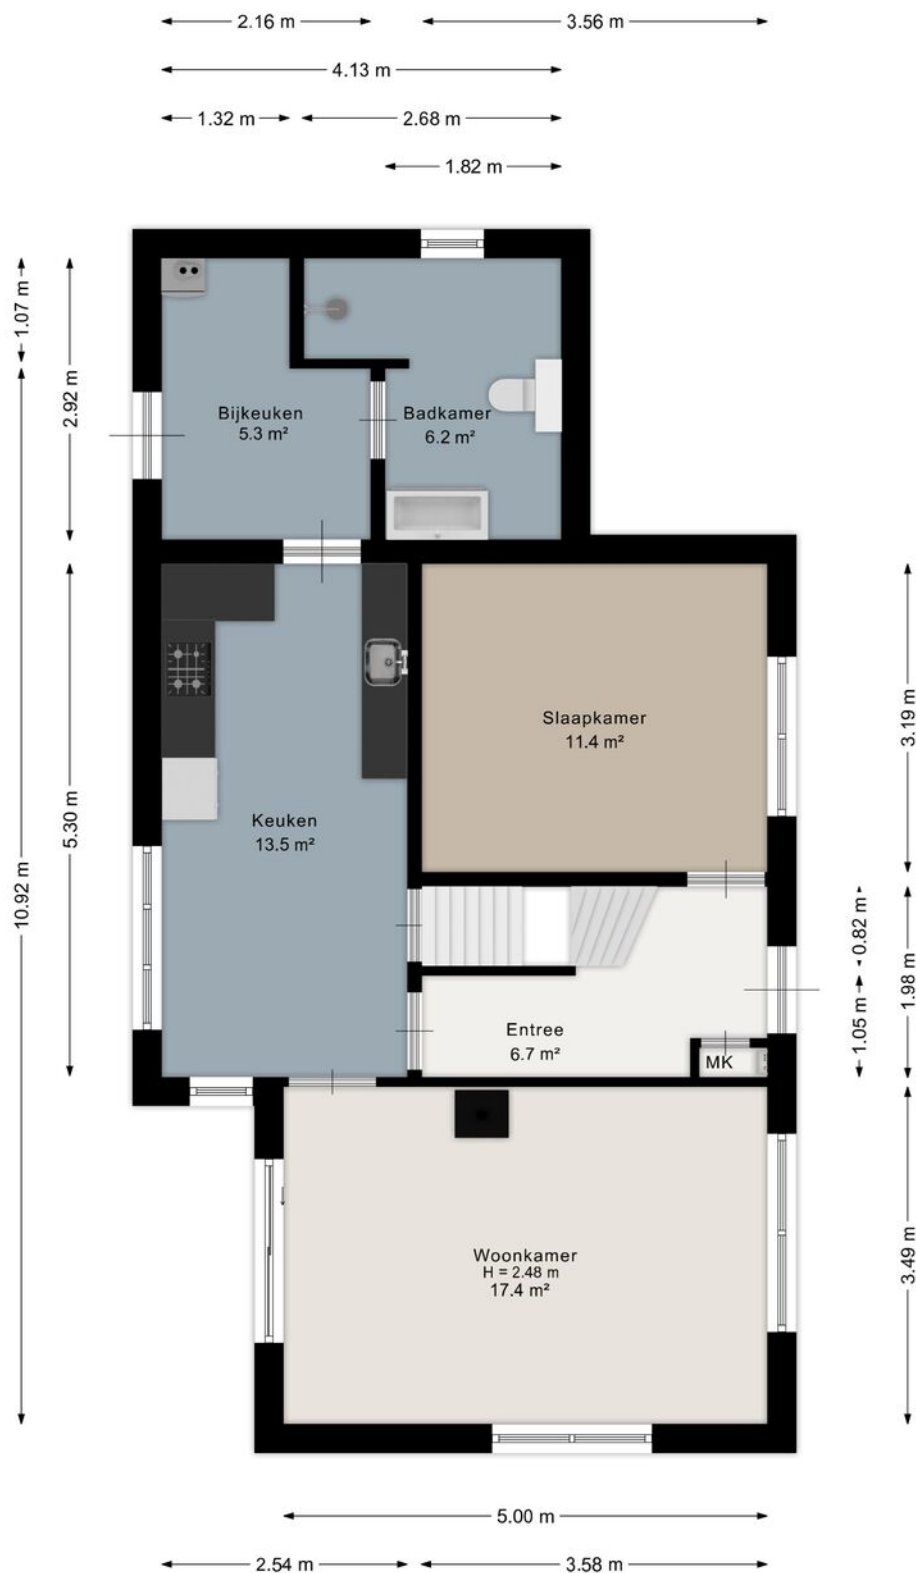 2.16 m
3.56 m
4.13 m
1.32 m
2.68 m
1.82 m
1.07 m
2.92 m
10.92 m
5.30 m
Bijkeuken
5.3 m²
Badkamer
6.2 m²
Slaapkamer
11.4 m²
3.19 m
Keuken
13.5 m²
0.82 m
1.98 m
1.05 m
Entree
6.7 m²
MK
Woonkamer
H = 2.48 m
17.4 m²
3.49 m
5.00 m
2.54 m
3.58 m